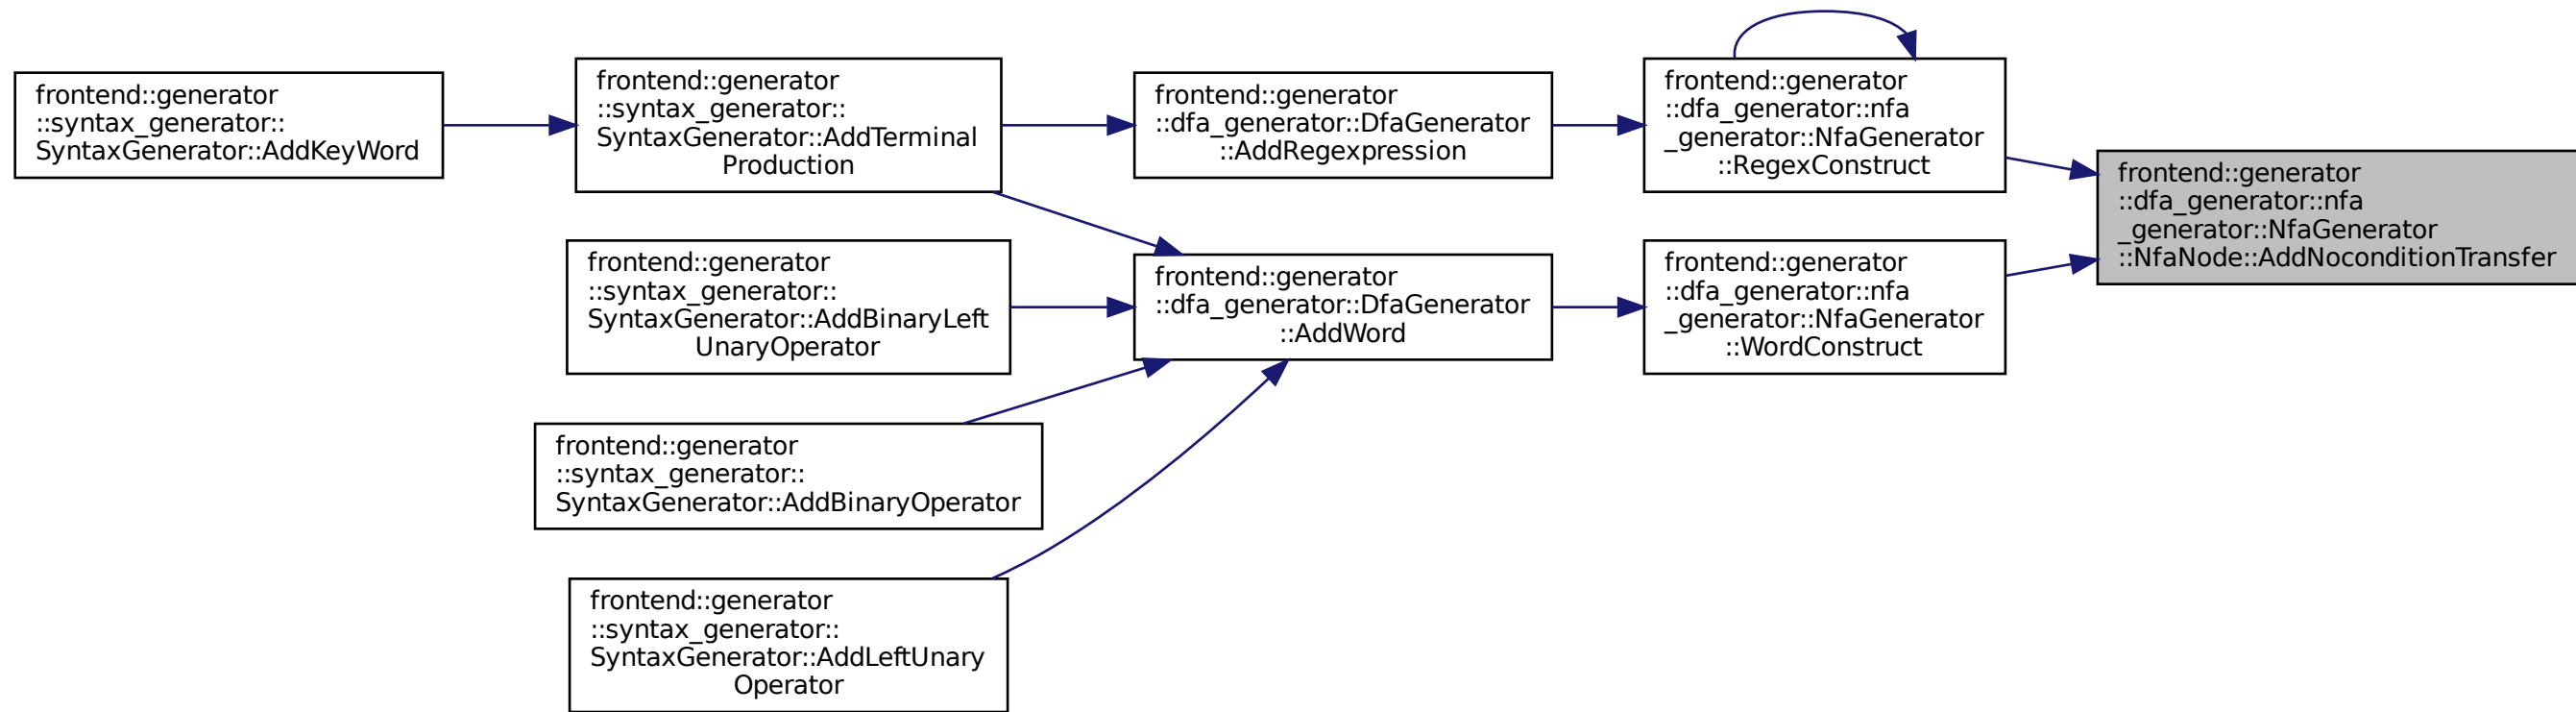 frontend::generator
::syntax_generator::
SyntaxGenerator::AddKeyWord
frontend::generator
::syntax_generator::
SyntaxGenerator::AddTerminal
Production
frontend::generator
::dfa_generator::DfaGenerator
::AddRegexpression
frontend::generator
::dfa_generator::nfa
_generator::NfaGenerator
::RegexConstruct
frontend::generator
::dfa_generator::nfa
_generator::NfaGenerator
::NfaNode::AddNoconditionTransfer
frontend::generator
::syntax_generator::
SyntaxGenerator::AddBinaryLeft
UnaryOperator
frontend::generator
::dfa_generator::DfaGenerator
::AddWord
frontend::generator
::dfa_generator::nfa
_generator::NfaGenerator
::WordConstruct
frontend::generator
::syntax_generator::
SyntaxGenerator::AddBinaryOperator
frontend::generator
::syntax_generator::
SyntaxGenerator::AddLeftUnary
Operator